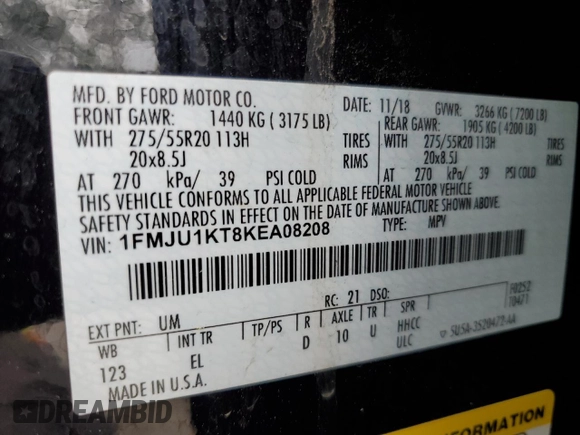 MFD. BY FORD MOTOR CO.
DATE: 11/18 GVWR: 3266 KG ( 7200 LB)
FRONT GAWR: 1440 KG ( 3175 LB) REAR GAWR: 1905 KG ( 4200 LB)
WITH 275/55R20 113H TIRES WITH 275/55R20 113H TIRES
20x8.5J RIMS 20x8.5J RIMS
AT 270 kPa/ 39 PSI COLD AT 270 kPa/ 39 PSI COLD
THIS VEHICLE CONFORMS TO ALL APPLICABLE FEDERAL MOTOR VEHICLE
SAFETY STANDARDS IN EFFECT ON THE DATE OF MANUFACTURE SHOWN ABOVE.
VIN: 1FMJU1KT8KEA08208 TYPE: MPV
F0252
T0471
EXT PNT: UM RC: 21 DSO:
WB INT TR TP/PS R AXLE TR SPR
123 EL D 10 U HHCC
ULC
5U5A-3520472-AA
MADE IN U.S.A.
DREAMBID